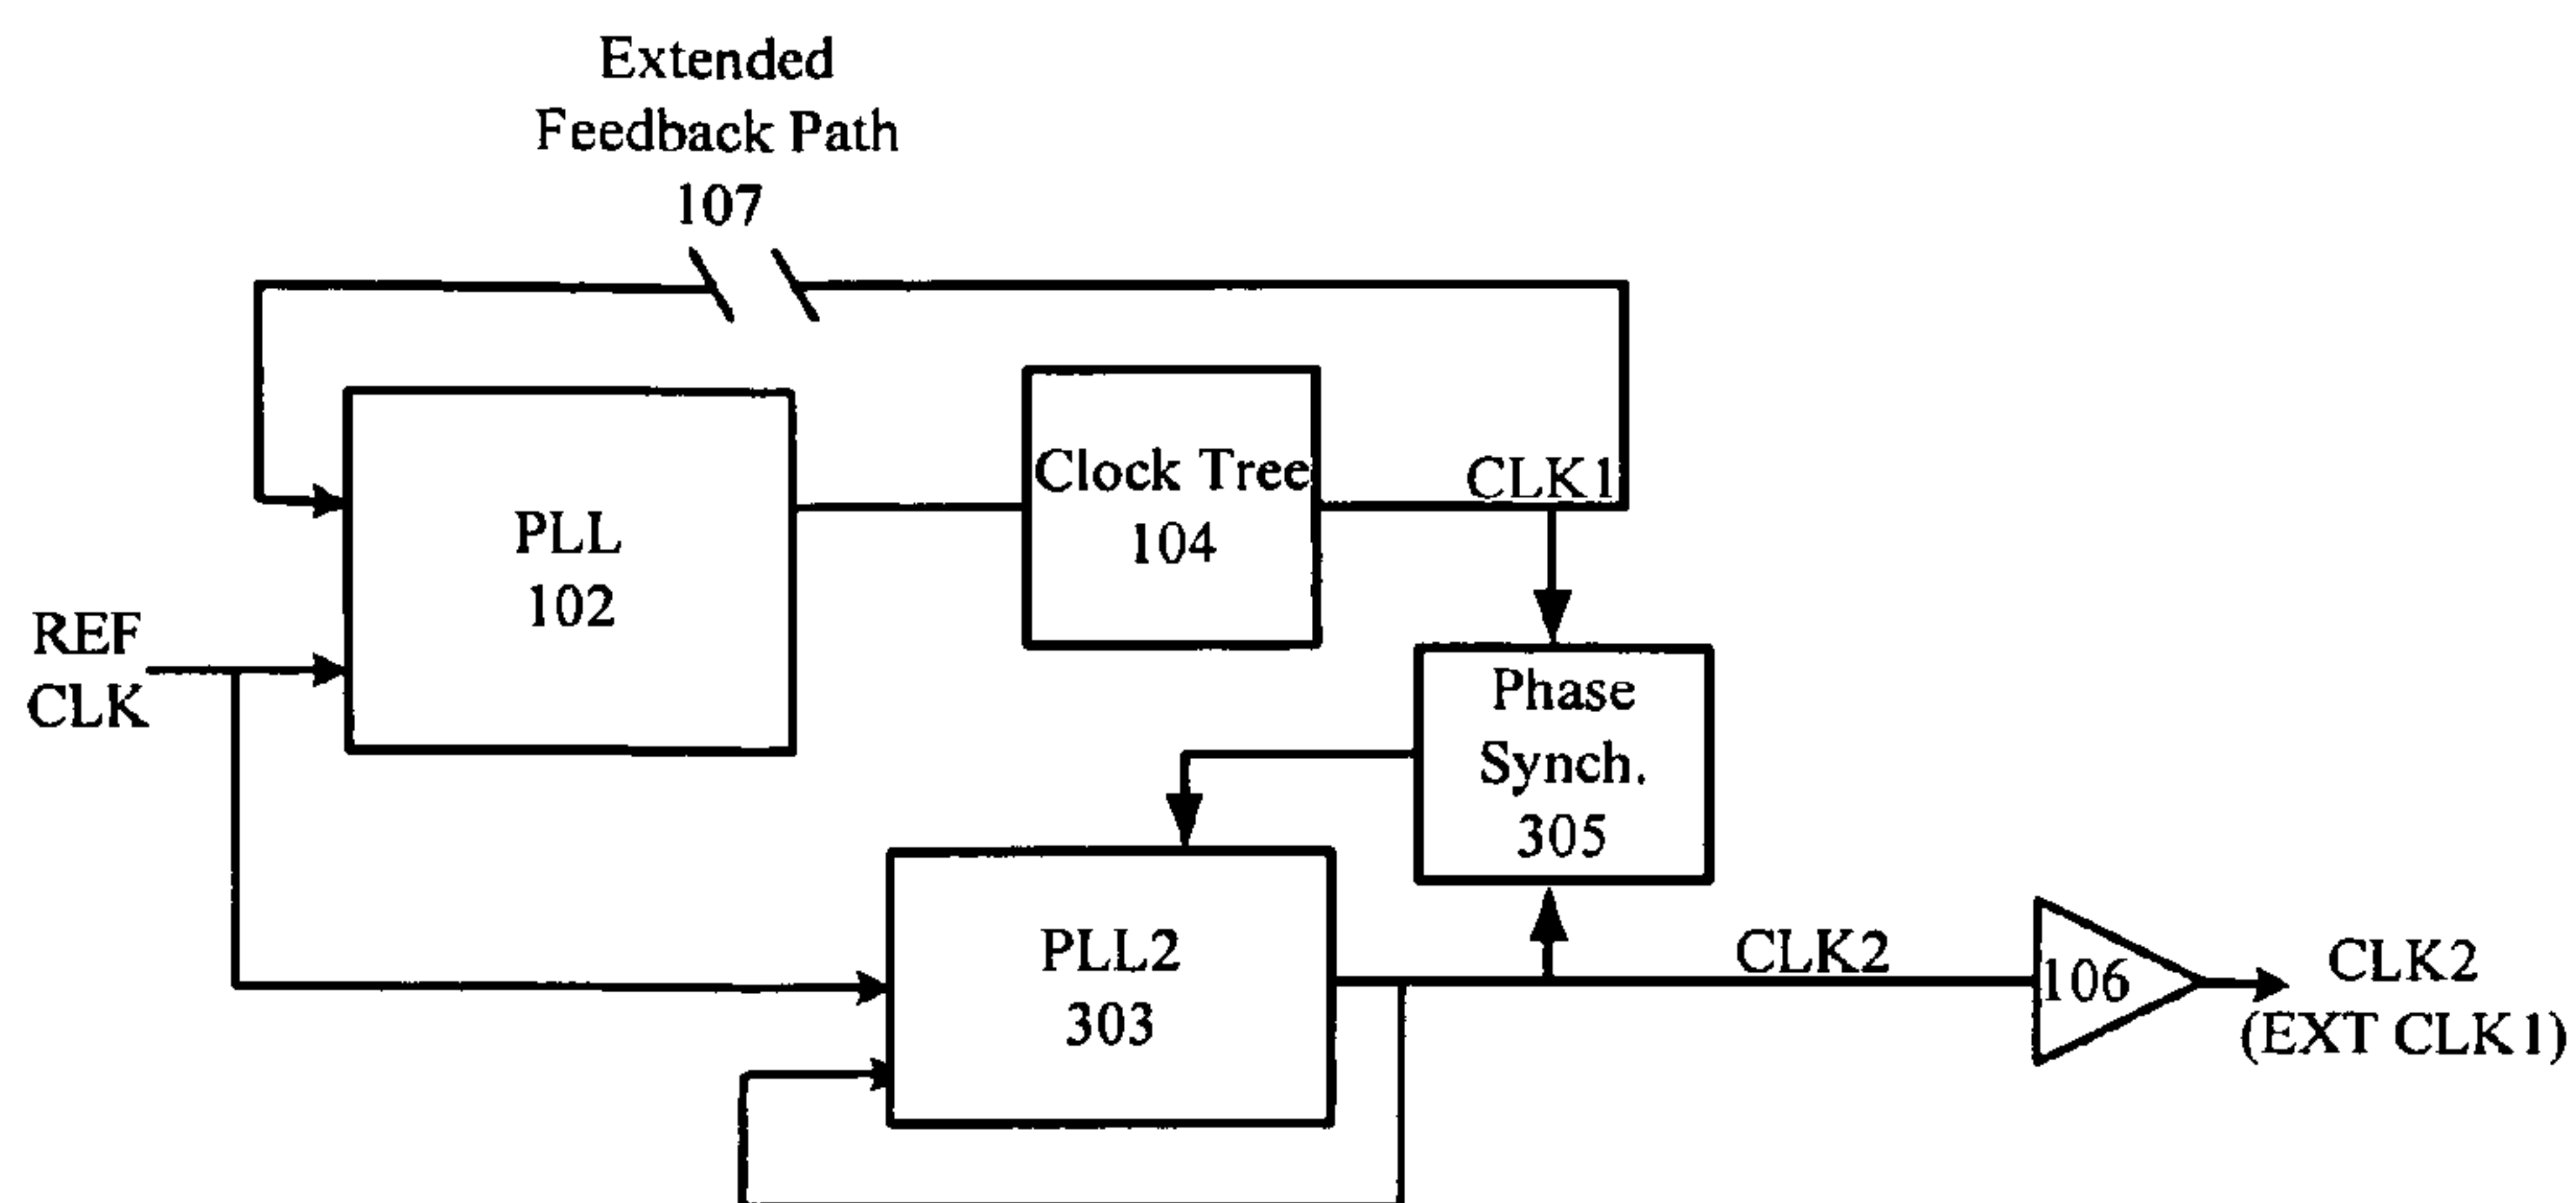 Extended
Feedback Path
107
PLL
102
Clock Tree
104
CLK1
REF
CLK
Phase
Synch.
305
PLL2
303
CLK2
106
CLK2
(EXT CLK1)